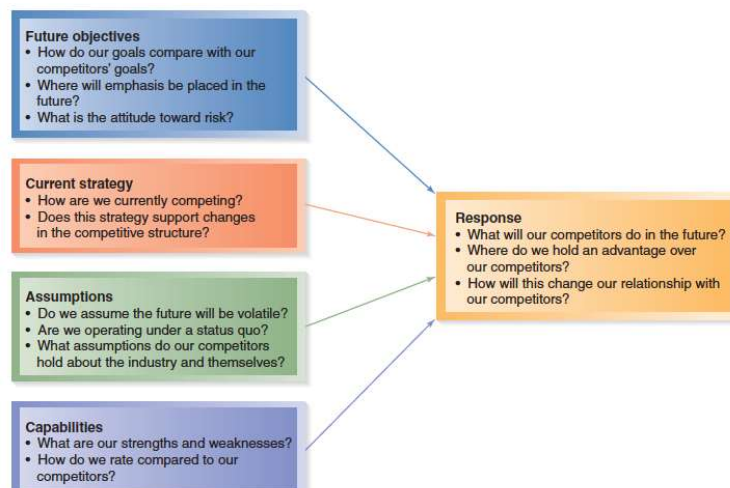 Future objectives
• How do our goals compare with our
competitors' goals?
• Where will emphasis be placed in the
future?
• What is the attitude toward risk?
Current strategy
• How are we currently competing?
• Does this strategy support changes
in the competitive structure?
Assumptions
• Do we assume the future will be volatile?
• Are we operating under a status quo?
• What assumptions do our competitors
hold about the industry and themselves?
Capabilities
• What are our strengths and weaknesses?
• How do we rate compared to our
competitors?
Response
• What will our competitors do in the future?
• Where do we hold an advantage over
our competitors?
• How will this change our relationship with
our competitors?